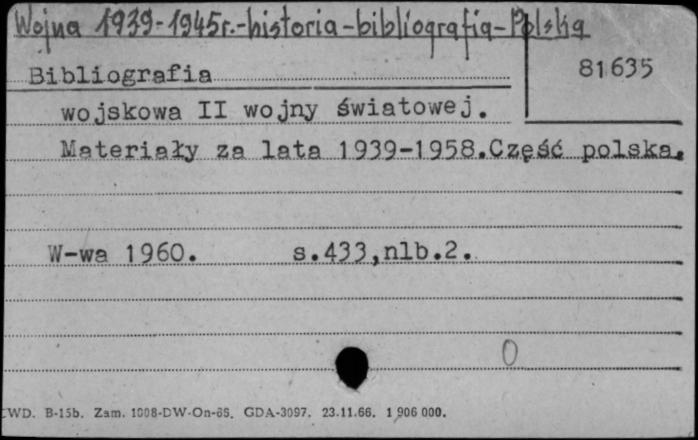 Wojna 1939-1945r.-historia-bibliografia-Polska
Bibliografia
81635
wojskowa II wojny światowej.
Materiały za lata 1939-1958.Część polska.
W-wa 1960. s.433,nlb.2.
0
WD. B-15b. Zam. 1008-DW-On-66. GDA-3097. 23.11.66. 1 906 000.